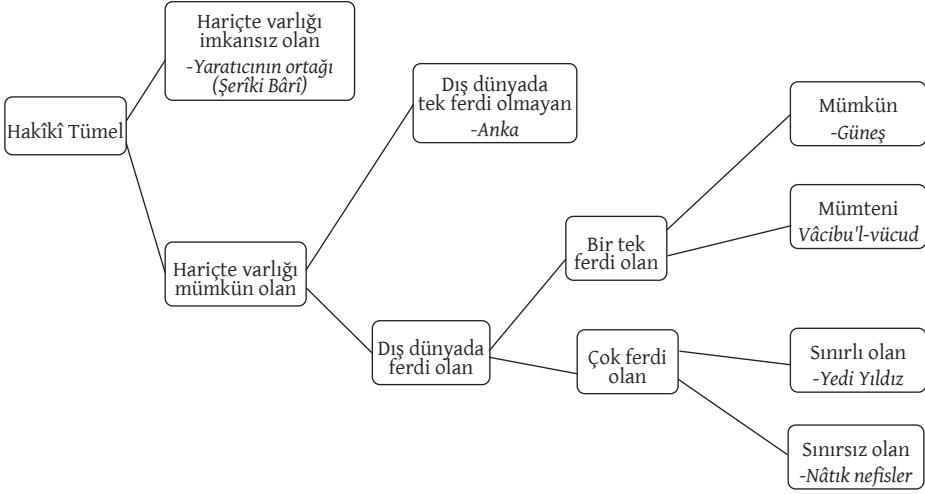 Hakîkî Tümel
Hariçte varlığı
imkansız olan
-Yaratıcının ortağı
(Şerîki Bârî)
Hariçte varlığı
mümkün olan
Dış dünyada
tek ferdi olmayan
-Anka
Dış dünyada
ferdi olan
Bir tek
ferdi olan
Çok ferdi
olan
Mümkün
-Güneş
Mümteni
Vâcibu'l-vücud
Sınırlı olan
-Yedi Yıldız
Sınırsız olan
-Nâtık nefisler